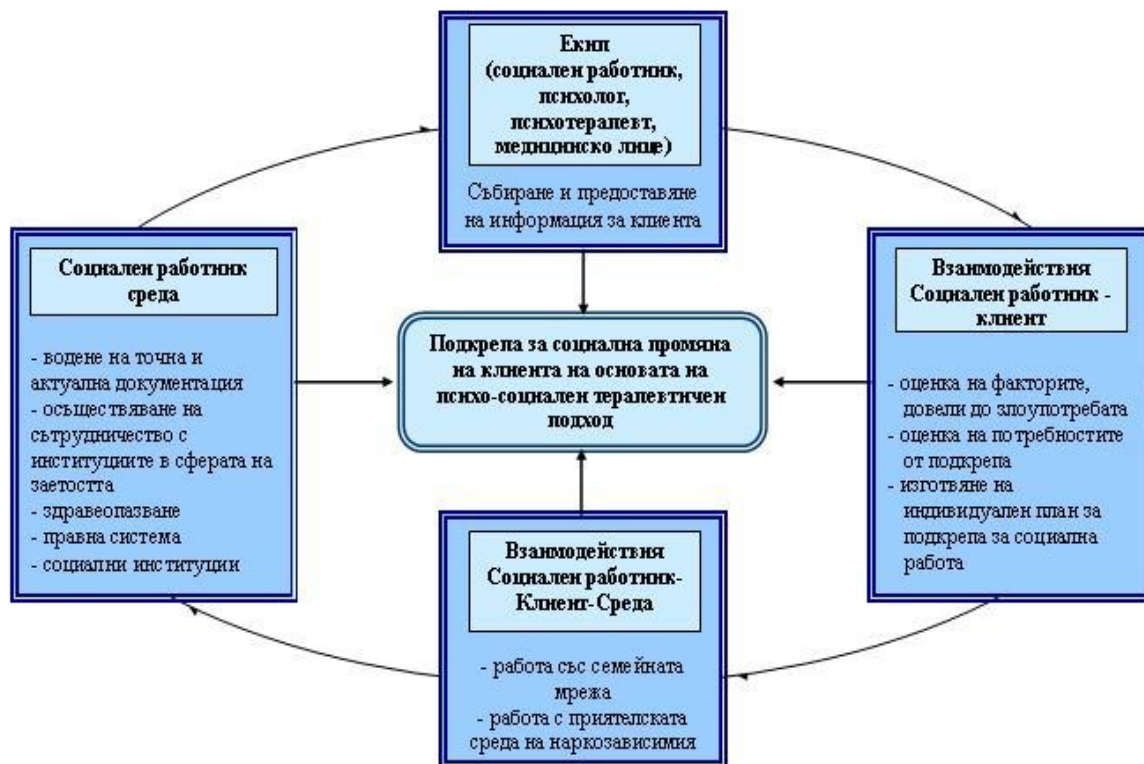 Екип
(социален работник,
психолог,
психотерапевт,
медицинско лице)
Събиране и предоставяне
на информация за клиента
Социален работник
среда
- водене на точна и
актуална документация
- осъществяване на
сътрудничество с
институциите в сферата на
заетостта
- здравеопазване
- правна система
- социални институции
Подкрепа за социална промяна
на клиента на основата на
психо-социален терапевтичен
подход
Взаимодействия
Социален работник -
клиент
- оценка на факторите,
довели до злоупотребата
- оценка на потребностите
от подкрепа
- изготвяне на
индивидуален план за
подкрепа за социална
работа
Взаимодействия
Социален работник-
Клиент-Среда
- работа със семейната
мрежа
- работа с приятелската
среда на наркозависимия